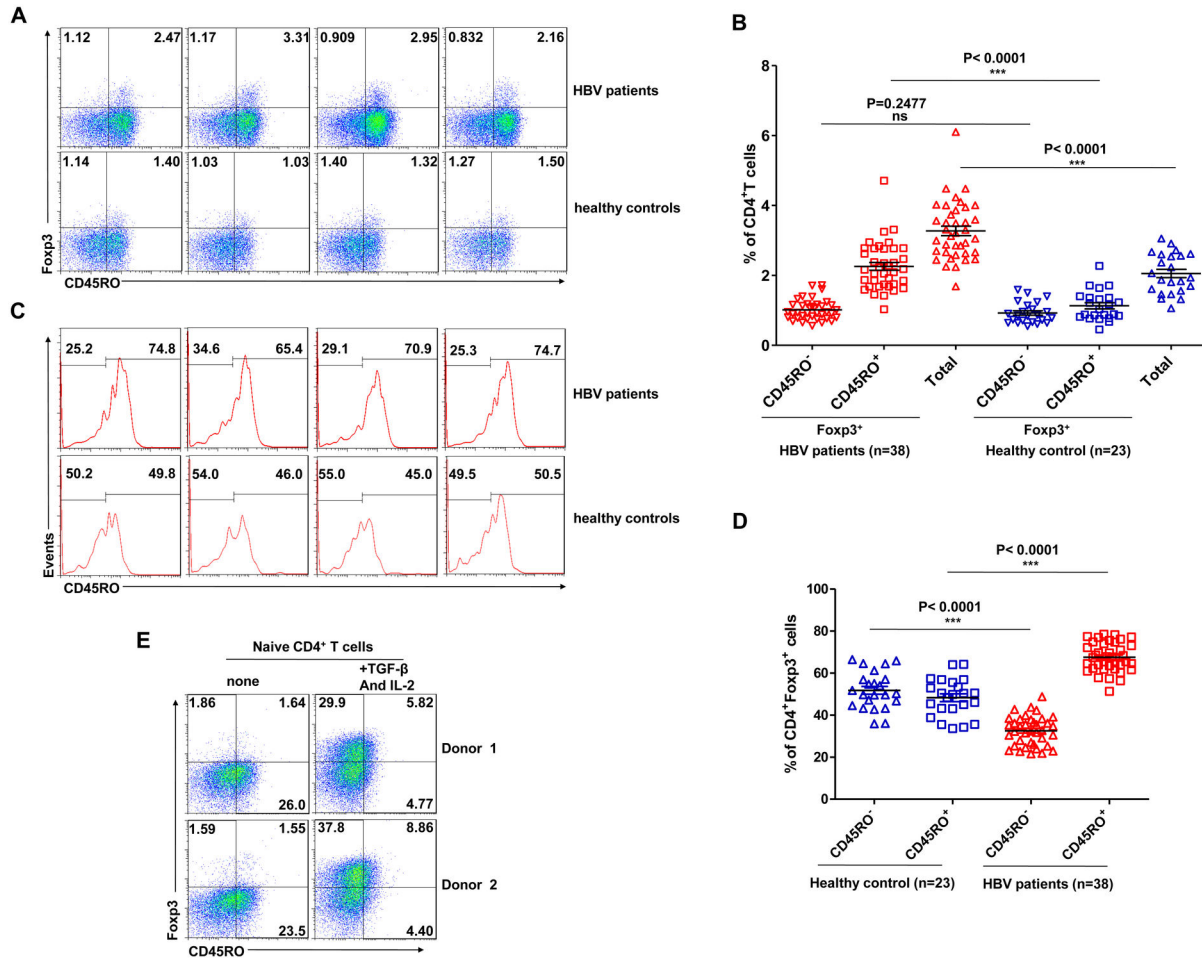 A
1.12 2.47 1.17 3.31 0.909 2.95 0.832 2.16
HBV patients
1.14 1.40 1.03 1.03 1.40 1.32 1.27 1.50
healthy controls
Foxp3
CD45RO
B
P< 0.0001
***
P=0.2477
ns
P< 0.0001
***
% of CD4⁺T cells
8
6
4
2
0
CD45RO⁻ CD45RO⁺ Total CD45RO⁻ CD45RO⁺ Total
Foxp3⁺ Foxp3⁺
HBV patients (n=38) Healthy control (n=23)
C
25.2 74.8 34.6 65.4 29.1 70.9 25.3 74.7
HBV patients
50.2 49.8 54.0 46.0 55.0 45.0 49.5 50.5
healthy controls
Events
CD45RO
D
P< 0.0001
***
P< 0.0001
***
% of CD4⁺Foxp3⁺ cells
100
80
60
40
20
0
CD45RO⁻ CD45RO⁺ CD45RO⁻ CD45RO⁺
Healthy control (n=23) HBV patients (n=38)
E
Naive CD4⁺ T cells
none
+TGF-β
And IL-2
1.86 1.64 29.9 5.82
Donor 1
26.0 4.77
1.59 1.55 37.8 8.86
Donor 2
23.5 4.40
Foxp3
CD45RO